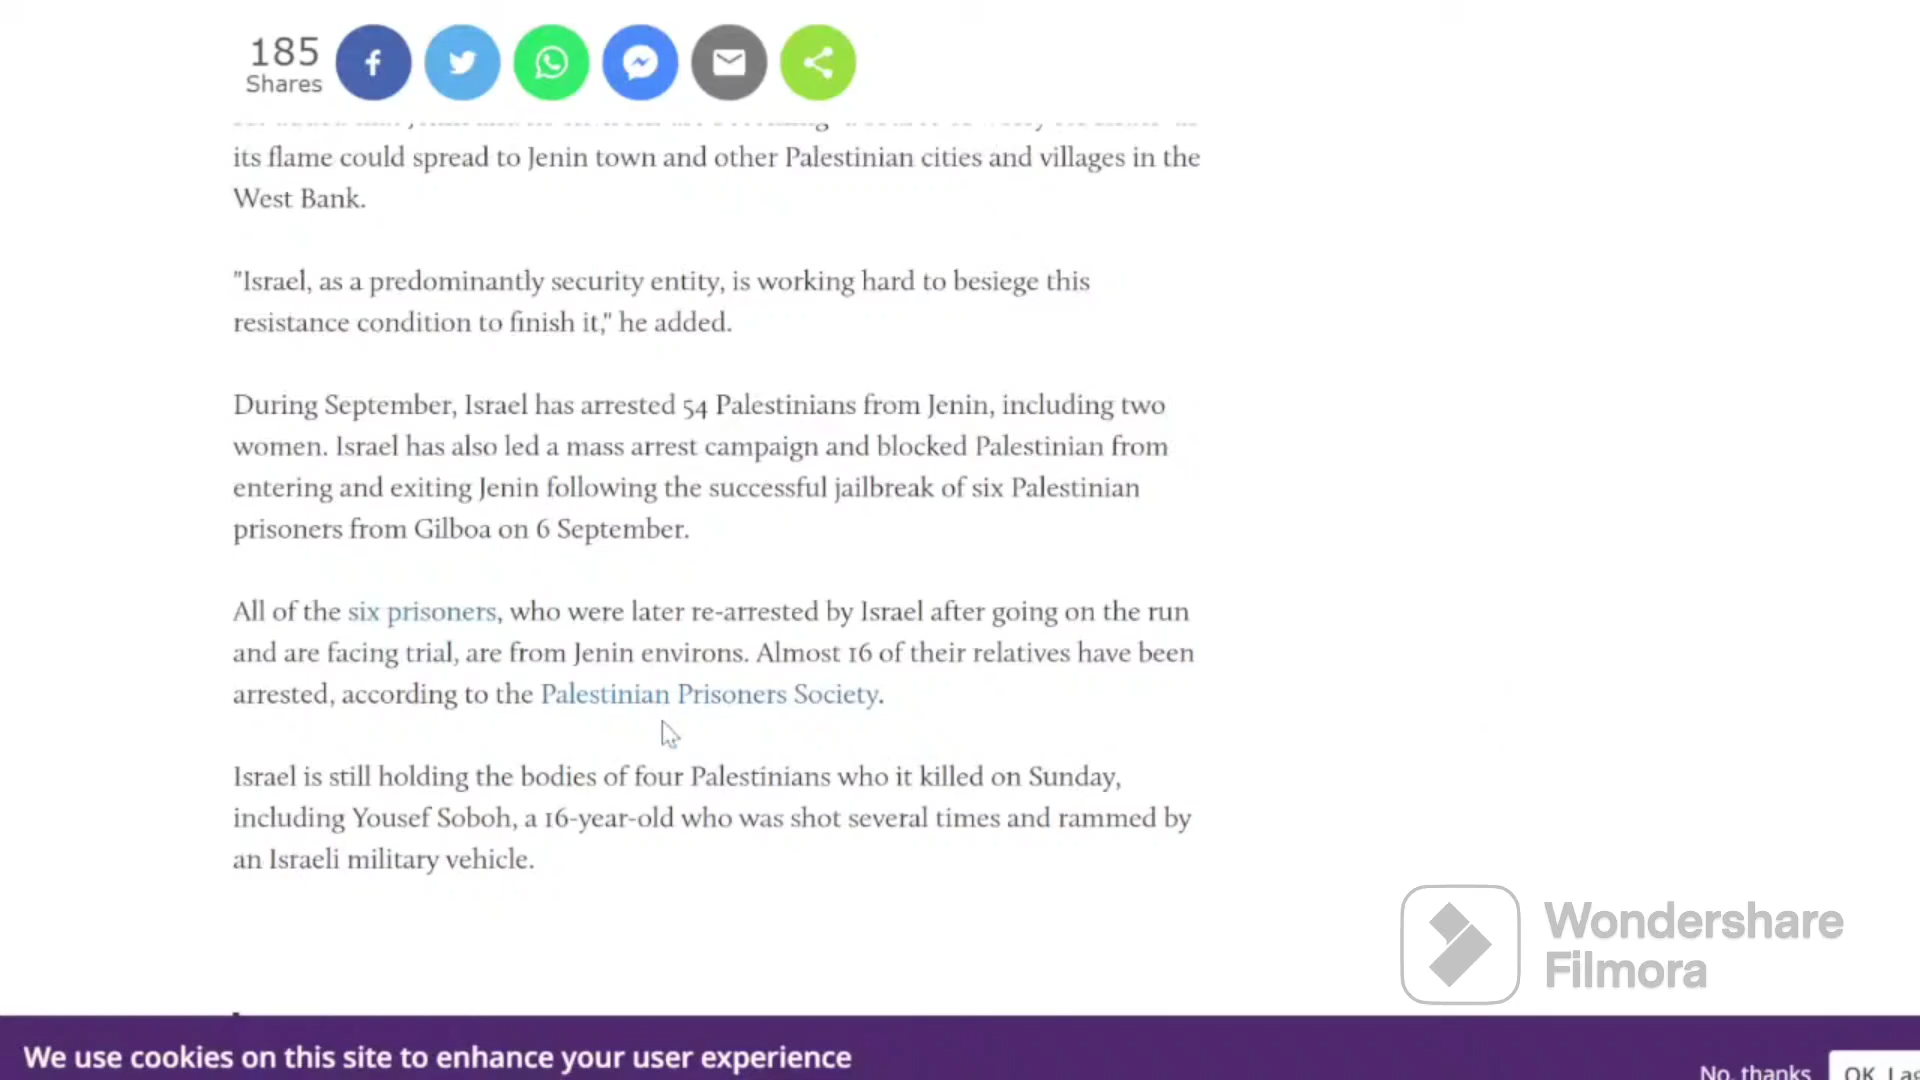 185
Shares
its flame could spread to Jenin town and other Palestinian cities and villages in the
West Bank.
"Israel, as a predominantly security entity, is working hard to besiege this
resistance condition to finish it," he added.
During September, Israel has arrested 54 Palestinians from Jenin, including two
women. Israel has also led a mass arrest campaign and blocked Palestinian from
entering and exiting Jenin following the successful jailbreak of six Palestinian
prisoners from Gilboa on 6 September.
All of the six prisoners, who were later re-arrested by Israel after going on the run
and are facing trial, are from Jenin environs. Almost 16 of their relatives have been
arrested, according to the Palestinian Prisoners Society.
Israel is still holding the bodies of four Palestinians who it killed on Sunday,
including Yousef Soboh, a 16-year-old who was shot several times and rammed by
an Israeli military vehicle.
Wondershare
Filmora
We use cookies on this site to enhance your user experience
No, thanks
OK, I